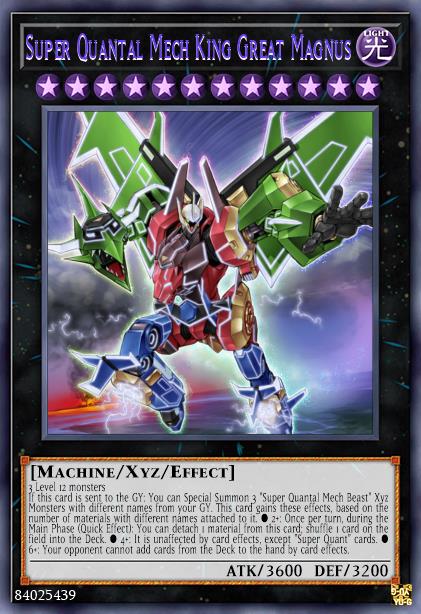 Super Quantal Mech King Great Magnus
LIGHT
光
[Machine/Xyz/Effect]
3 Level 12 monsters
If this card is sent to the GY: You can Special Summon 3 "Super Quantal Mech Beast" Xyz
Monsters with different names from your GY. This card gains these effects, based on the
number of materials with different names attached to it. ● 2+: Once per turn, during the
Main Phase (Quick Effect): You can detach 1 material from this card; shuffle 1 card on the
field into the Deck. ● 4+: It is unaffected by card effects, except "Super Quant" cards. ●
6+: Your opponent cannot add cards from the Deck to the hand by card effects.
ATK/3600 DEF/3200
84025439